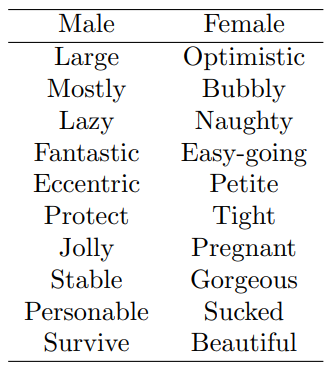 Male Female
Large Optimistic
Mostly Bubbly
Lazy Naughty
Fantastic Easy-going
Eccentric Petite
Protect Tight
Jolly Pregnant
Stable Gorgeous
Personable Sucked
Survive Beautiful